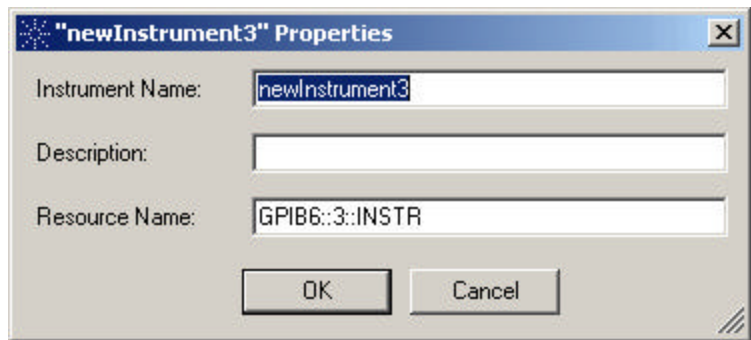 "newInstrument3" Properties
Instrument Name: newInstrument3
Description:
Resource Name: GPIB6::3::INSTR
OK Cancel